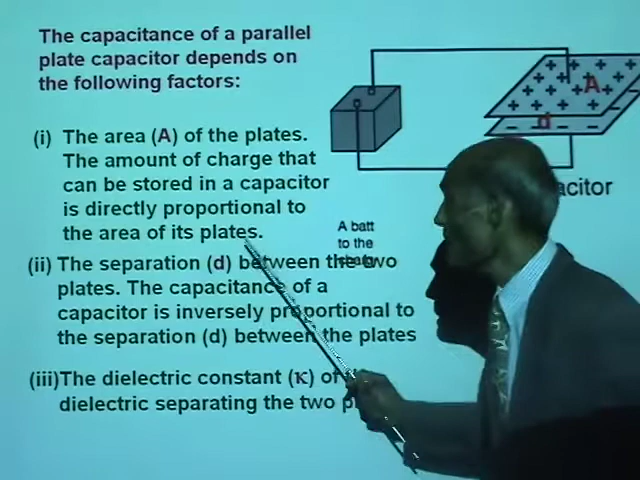 The capacitance of a parallel
plate capacitor depends on
the following factors:
(i) The area (A) of the plates.
The amount of charge that
can be stored in a capacitor
is directly proportional to
the area of its plates.
(ii) The separation (d) between the two
plates. The capacitance of a
capacitor is inversely proportional to
the separation (d) between the plates
(iii)The dielectric constant (κ) of
dielectric separating the two
A
d
acitor
A batt
to the